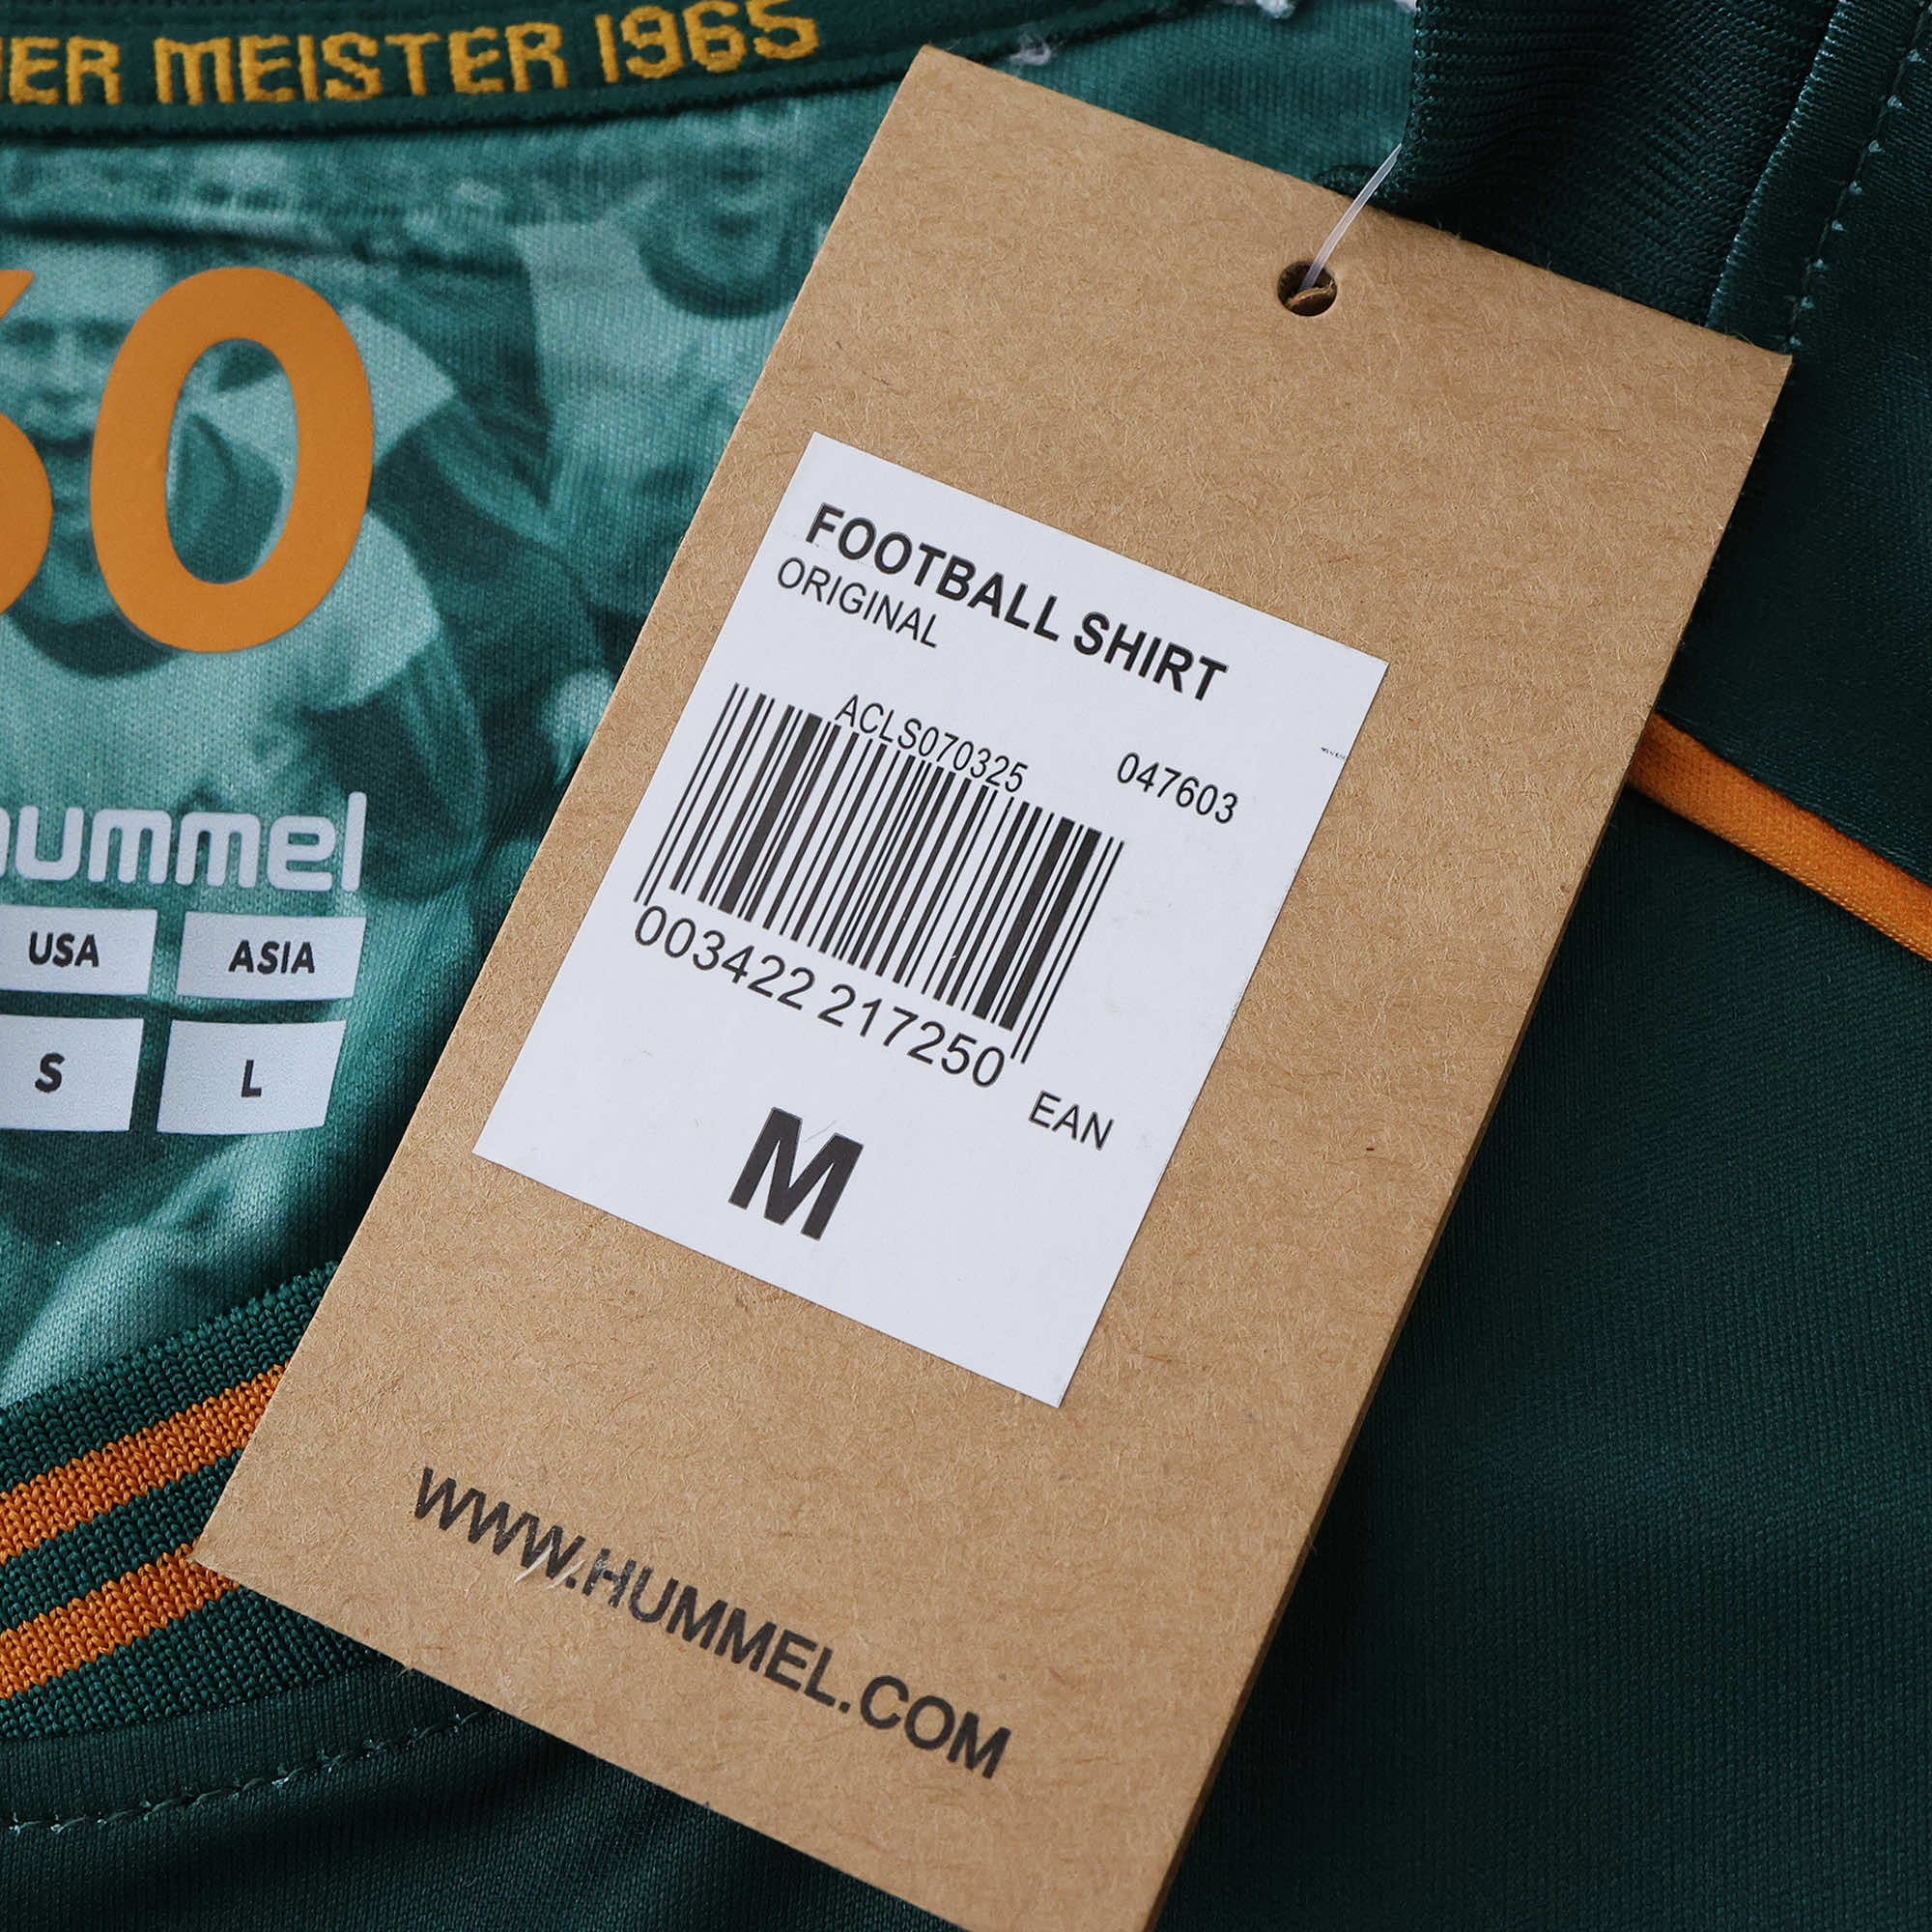 ER MEISTER 1965
60
hummel
USA ASIA
S L
FOOTBALL SHIRT
ORIGINAL
ACLS070325 047603
003422 217250
EAN
M
WWW.HUMMEL.COM